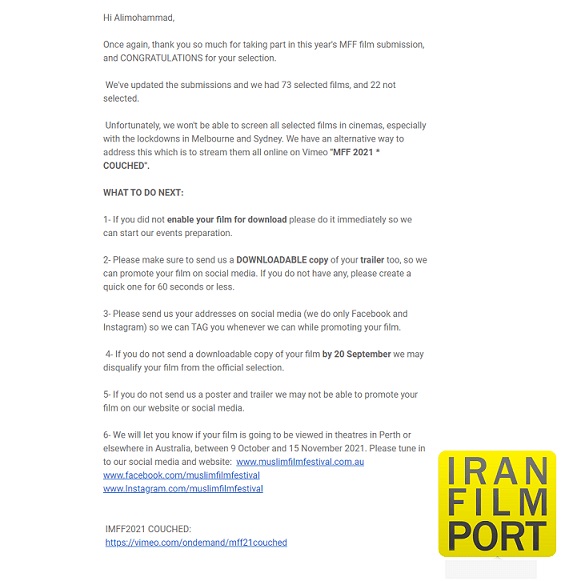 Hi Alimohammad,
Once again, thank you so much for taking part in this year's MFF film submission,
and CONGRATULATIONS for your selection.
We've updated the submissions and we had 73 selected films, and 22 not
selected.
Unfortunately, we won't be able to screen all selected films in cinemas, especially
with the lockdowns in Melbourne and Sydney. We have an alternative way to
address this which is to stream them all online on Vimeo "MFF 2021 *
COUCHED".
WHAT TO DO NEXT:
1- If you did not enable your film for download please do it immediately so we
can start our events preparation.
2- Please make sure to send us a DOWNLOADABLE copy of your trailer too, so we
can promote your film on social media. If you do not have any, please create a
quick one for 60 seconds or less.
3- Please send us your addresses on social media (we do only Facebook and
Instagram) so we can TAG you whenever we can while promoting your film.
4- If you do not send a downloadable copy of your film by 20 September we may
disqualify your film from the official selection.
5- If you do not send us a poster and trailer we may not be able to promote your
film on our website or social media.
6- We will let you know if your film is going to be viewed in theatres in Perth or
elsewhere in Australia, between 9 October and 15 November 2021. Please tune in
to our social media and website: www.muslimfilmfestival.com.au
www.facebook.com/muslimfilmfestival
www.Instagram.com/muslimfilmfestival
IMFF2021 COUCHED:
https://vimeo.com/ondemand/mff21couched
IRAN
FILM
PORT